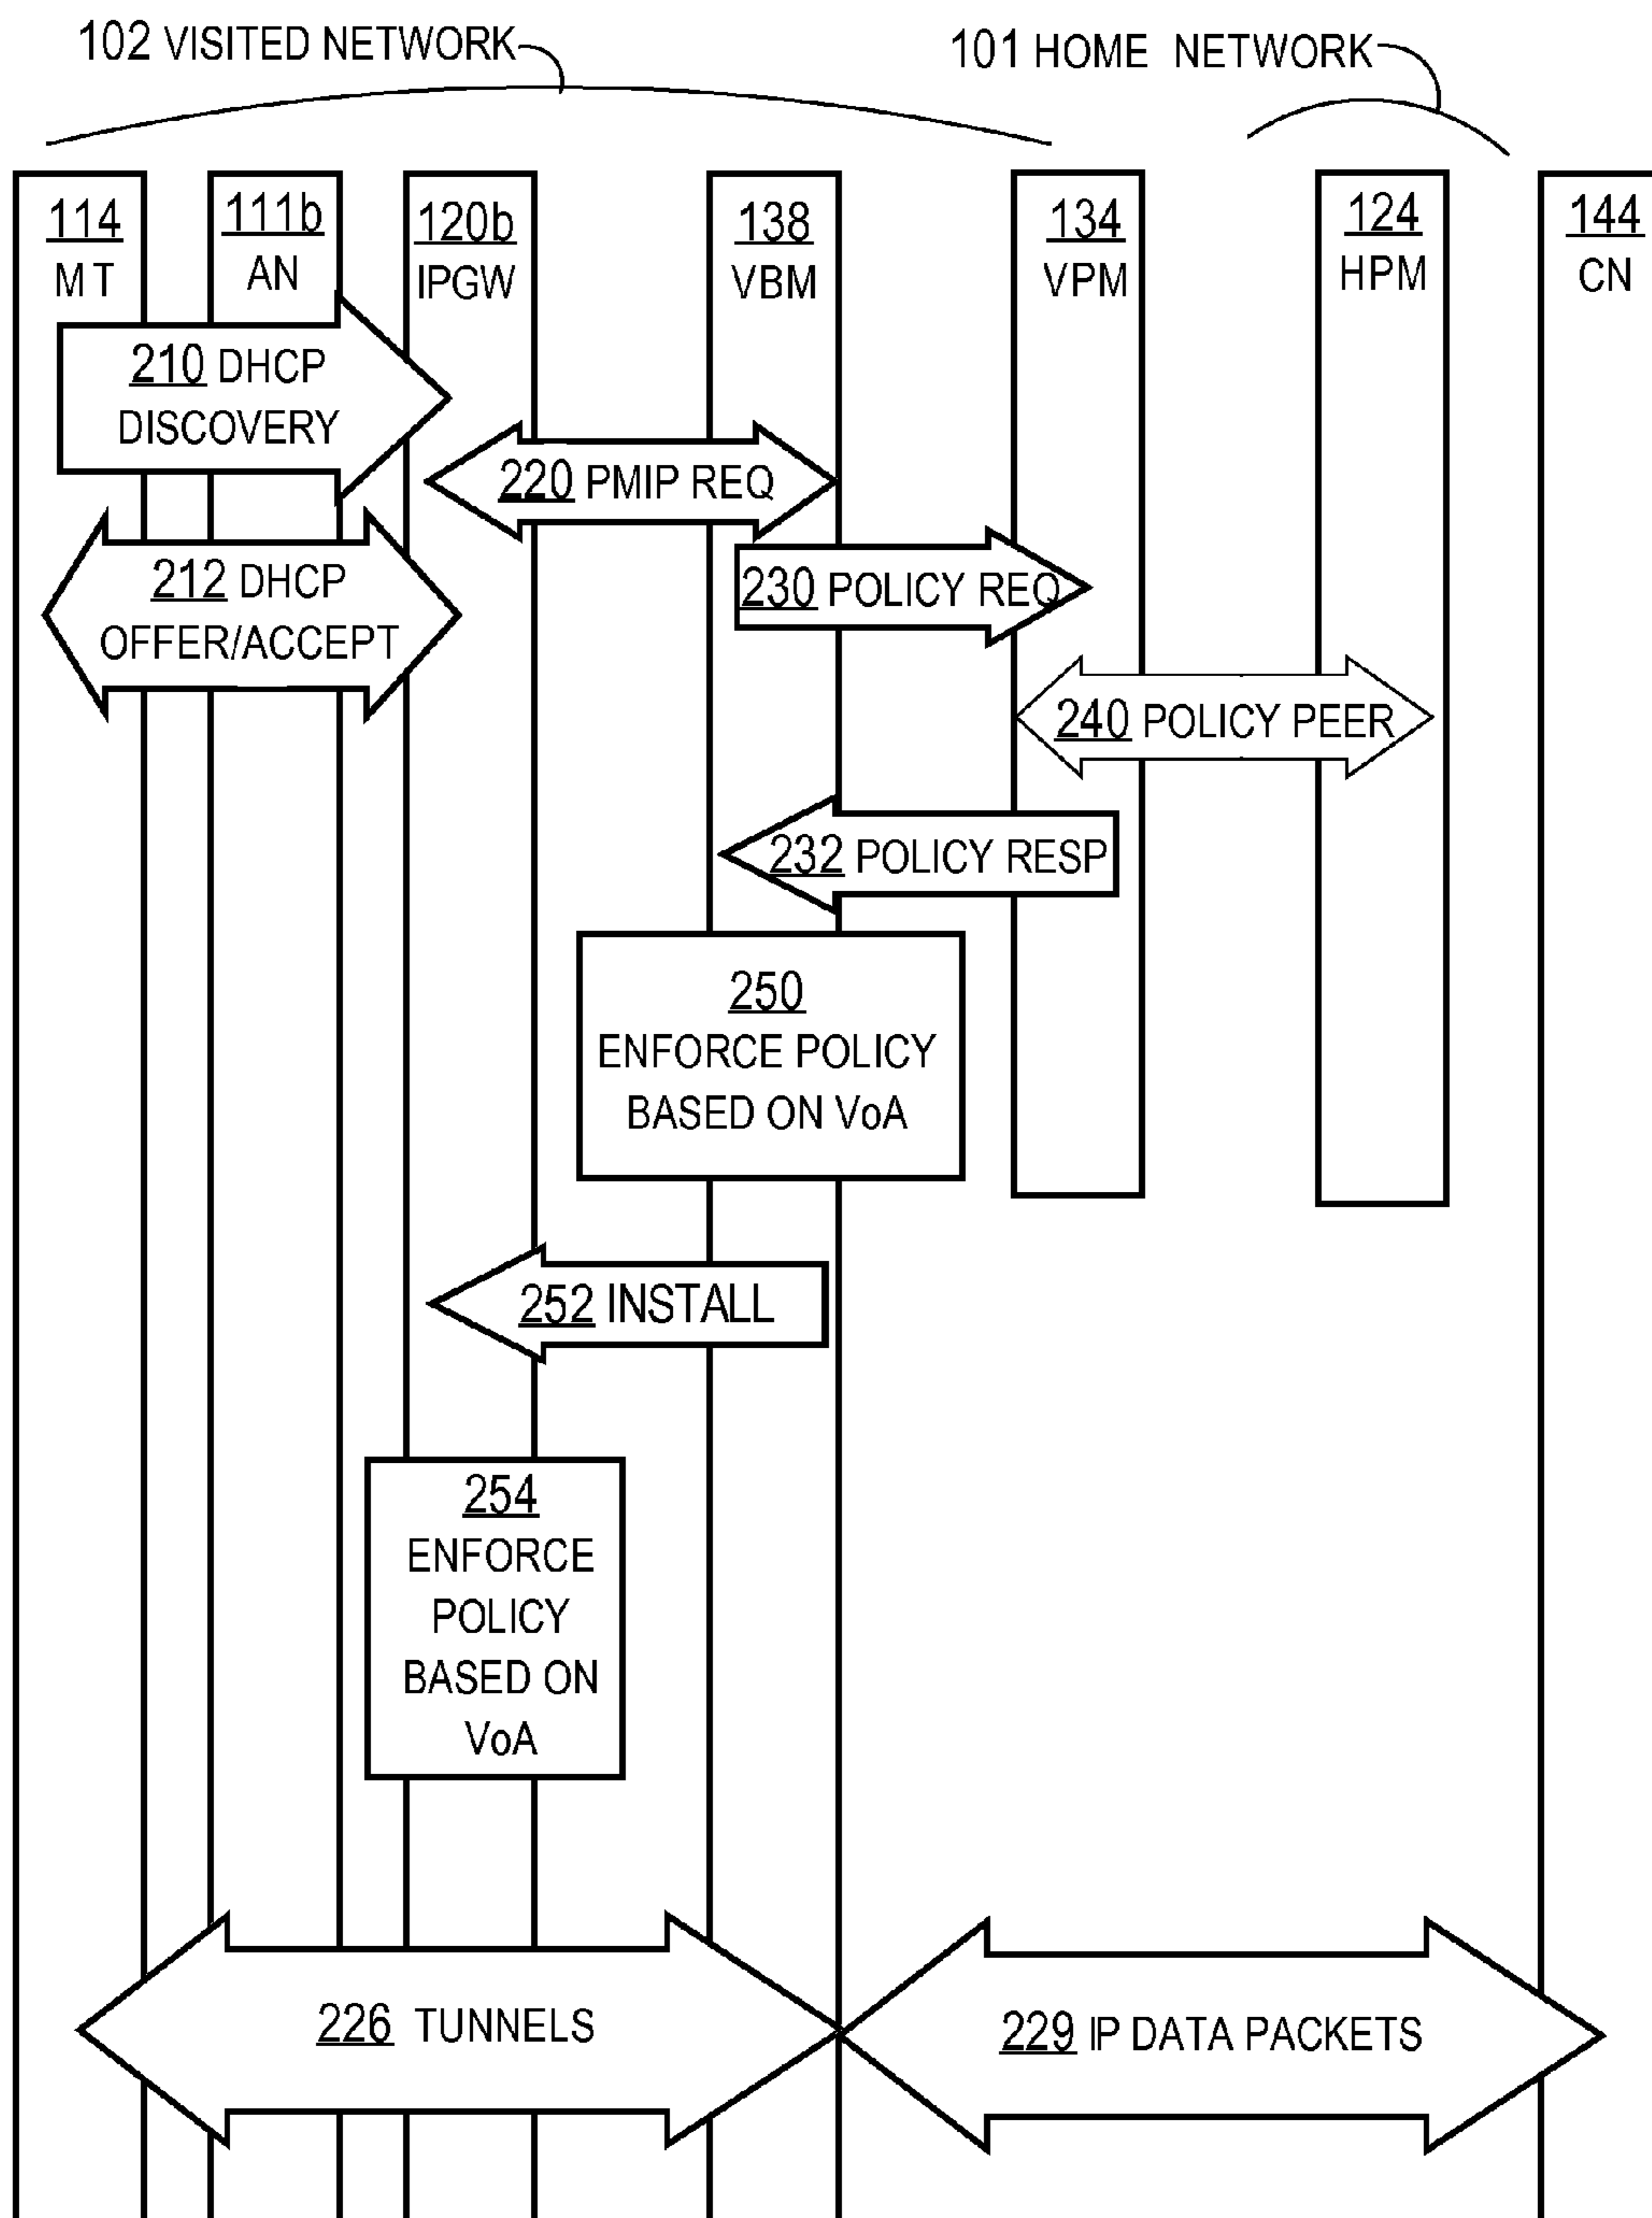 102 VISITED NETWORK
101 HOME NETWORK
114
MT
111b
AN
120b
IPGW
138
VBM
134
VPM
124
HPM
144
CN
210 DHCP
DISCOVERY
220 PMIP REQ
212 DHCP
OFFER/ACCEPT
230 POLICY REQ
240 POLICY PEER
232 POLICY RESP
250
ENFORCE POLICY
BASED ON VoA
252 INSTALL
254
ENFORCE
POLICY
BASED ON
VoA
226 TUNNELS
229 IP DATA PACKETS